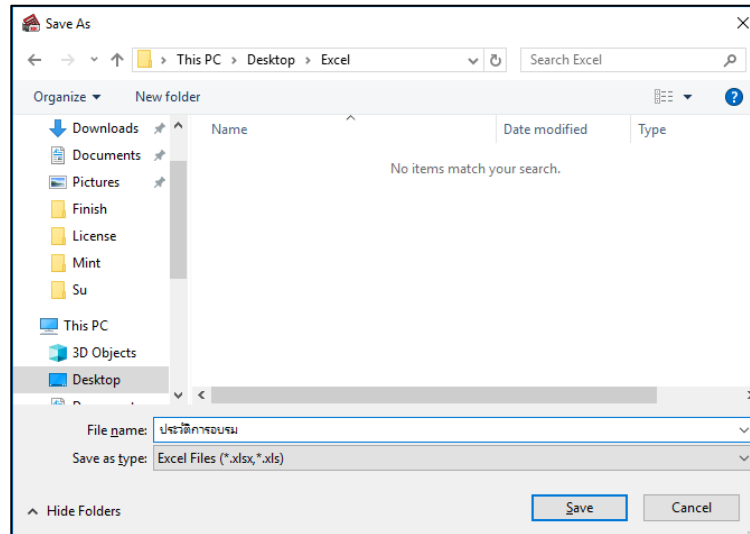 Save As
This PC > Desktop > Excel
Search Excel
Organize
New folder
?
Name
Date modified
Type
No items match your search.
Downloads
Documents
Pictures
Finish
License
Mint
Su
This PC
3D Objects
Desktop
File name: ประวัติการอบรม
Save as type: Excel Files (*.xlsx,*.xls)
Hide Folders
Save
Cancel